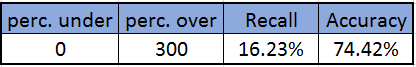 perc. under perc. over Recall Accuracy
0 300 16.23% 74.42%